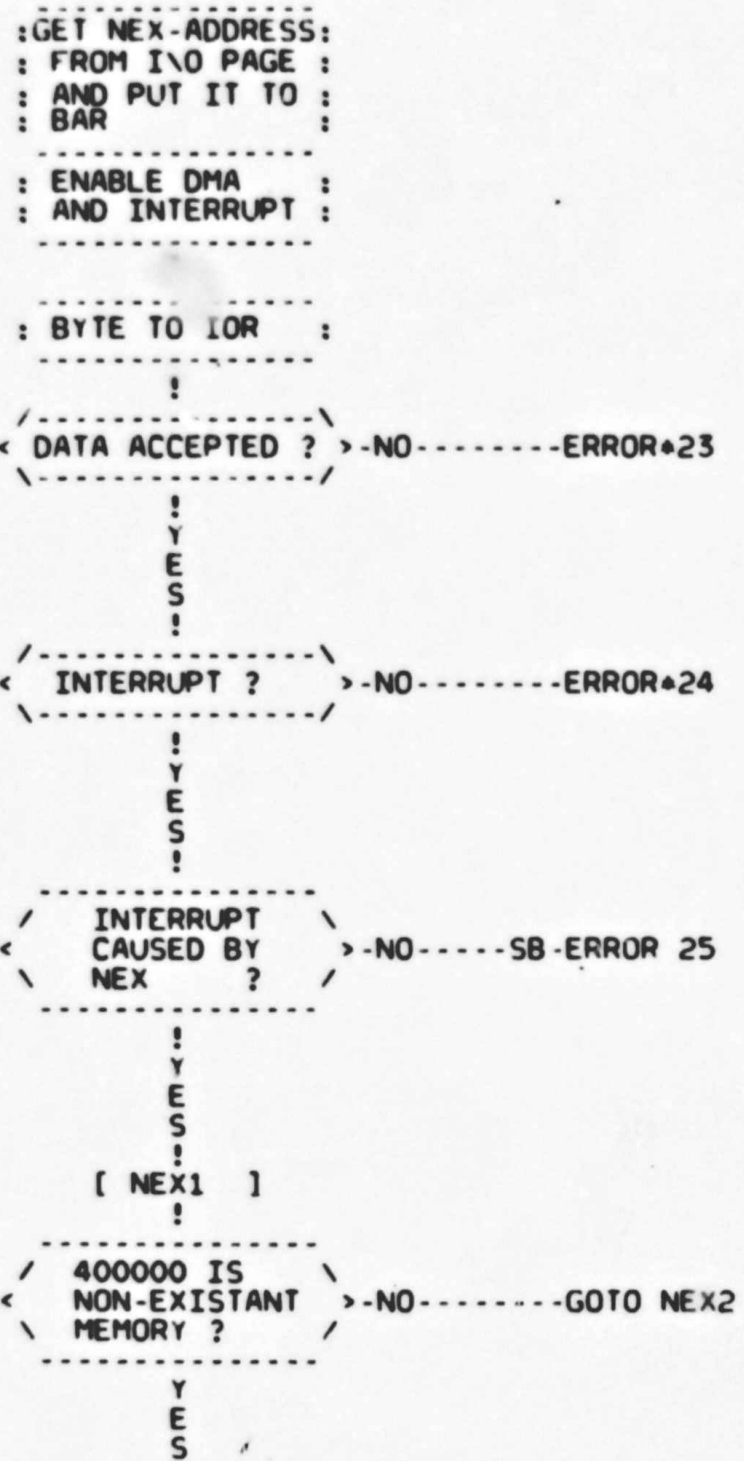 ---------------
:GET NEX-ADDRESS:
: FROM I\O PAGE :
: AND PUT IT TO :
: BAR :
---------------
: ENABLE DMA :
: AND INTERRUPT :
---------------
---------------
: BYTE TO IOR :
---------------
!
/---------------\
< DATA ACCEPTED ? >-NO--------ERROR*23
\---------------/
!
Y
E
S
!
/---------------\
< INTERRUPT ? >-NO--------ERROR*24
\---------------/
!
Y
E
S
!
---------------
/ INTERRUPT \
< CAUSED BY >-NO-----SB-ERROR 25
\ NEX ? /
---------------
!
Y
E
S
!
[ NEX1 ]
!
---------------
/ 400000 IS \
< NON-EXISTANT >-NO--------GOTO NEX2
\ MEMORY ? /
---------------
Y
E
S